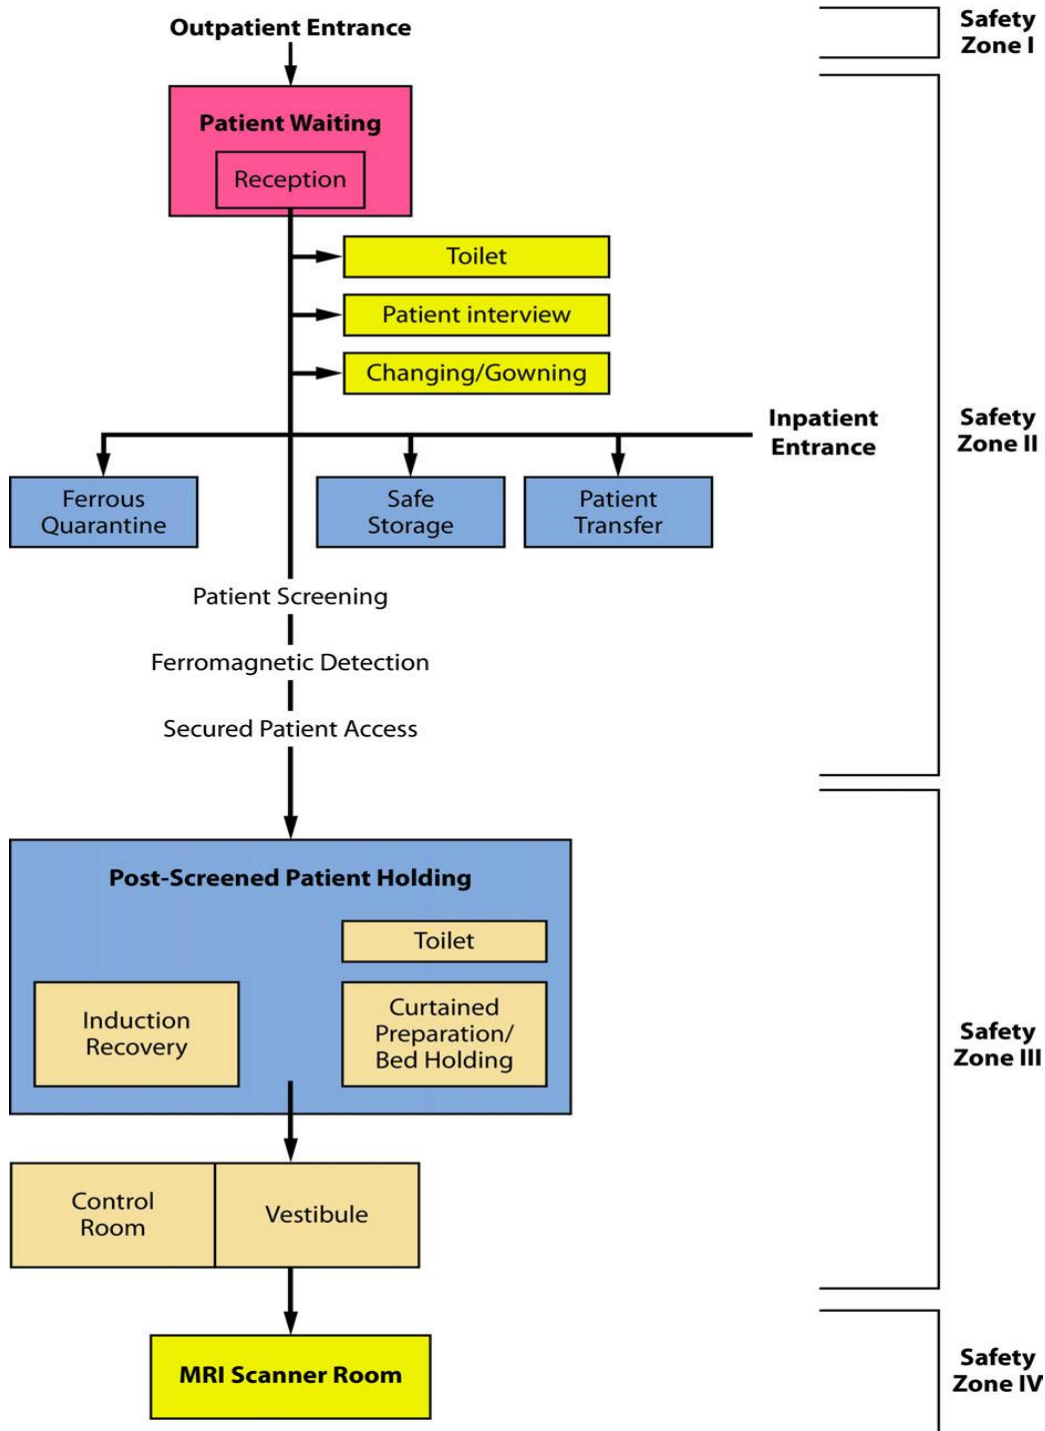 Outpatient Entrance
Safety
Zone I
Patient Waiting
Reception
Toilet
Patient interview
Changing/Gowning
Inpatient
Entrance
Safety
Zone II
Ferrous
Quarantine
Safe
Storage
Patient
Transfer
Patient Screening
Ferromagnetic Detection
Secured Patient Access
Post-Screened Patient Holding
Toilet
Induction
Recovery
Curtained
Preparation/
Bed Holding
Safety
Zone III
Control
Room
Vestibule
MRI Scanner Room
Safety
Zone IV